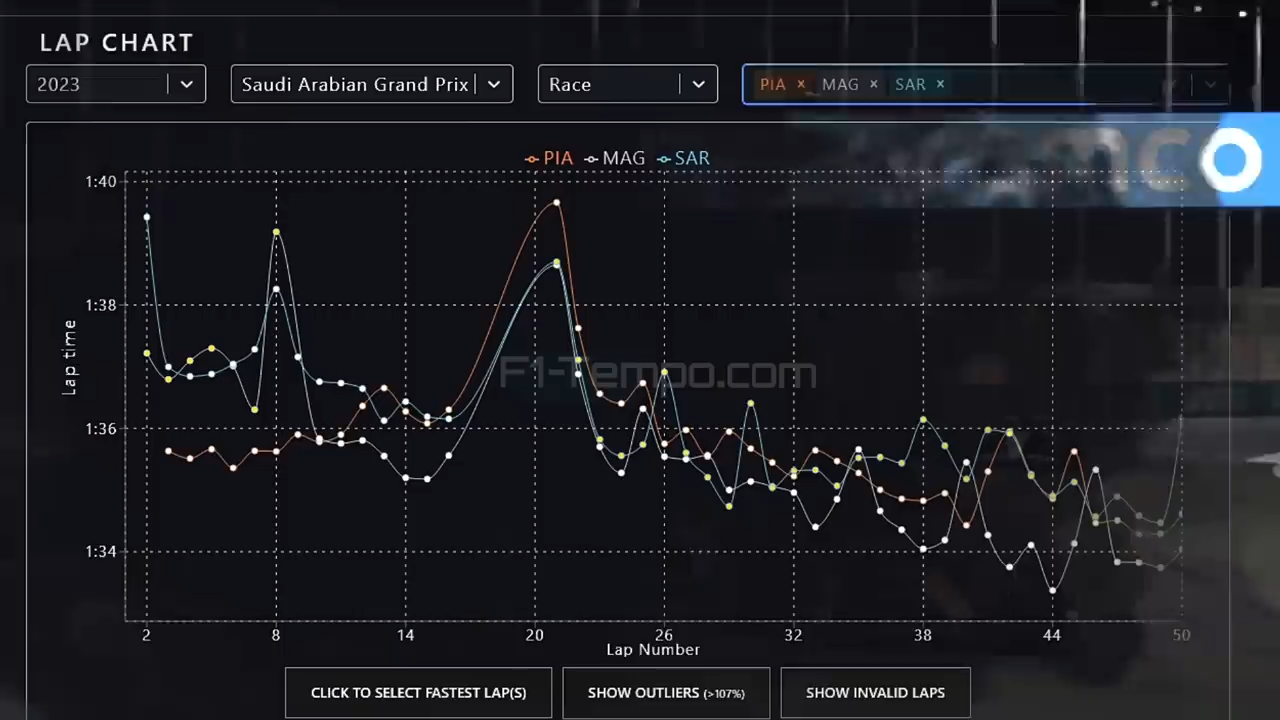 LAP CHART
2023 Saudi Arabian Grand Prix Race PIA × MAG × SAR ×
PIA MAG SAR
1:40
1:38
1:36
1:34
Lap time
F1-Tempo.com
2 8 14 20 26 32 38 44 50
Lap Number
CLICK TO SELECT FASTEST LAP(S) SHOW OUTLIERS (>107%) SHOW INVALID LAPS